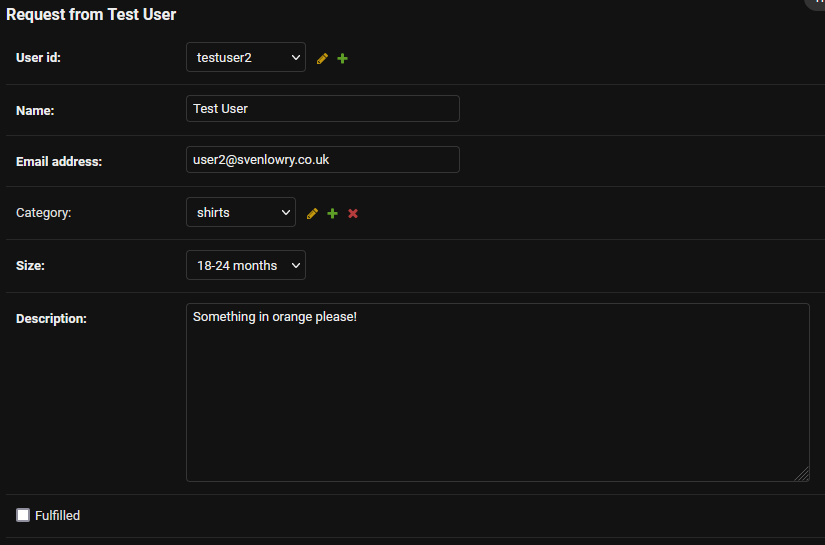 Request from Test User
User id: testuser2
Name: Test User
Email address: user2@svenlowry.co.uk
Category: shirts
Size: 18-24 months
Description: Something in orange please!
Fulfilled